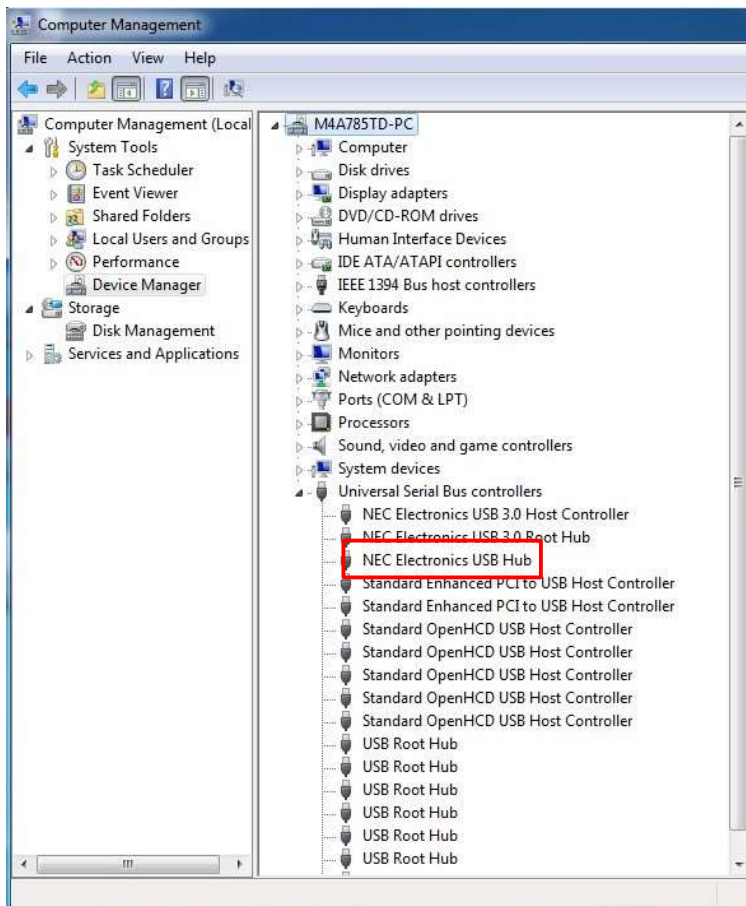 Computer Management
File Action View Help
Computer Management (Local
System Tools
Task Scheduler
Event Viewer
Shared Folders
Local Users and Groups
Performance
Device Manager
Storage
Disk Management
Services and Applications
M4A785TD-PC
Computer
Disk drives
Display adapters
DVD/CD-ROM drives
Human Interface Devices
IDE ATA/ATAPI controllers
IEEE 1394 Bus host controllers
Keyboards
Mice and other pointing devices
Monitors
Network adapters
Ports (COM & LPT)
Processors
Sound, video and game controllers
System devices
Universal Serial Bus controllers
NEC Electronics USB 3.0 Host Controller
NEC Electronics USB 3.0 Root Hub
NEC Electronics USB Hub
Standard Enhanced PCI to USB Host Controller
Standard Enhanced PCI to USB Host Controller
Standard OpenHCD USB Host Controller
Standard OpenHCD USB Host Controller
Standard OpenHCD USB Host Controller
Standard OpenHCD USB Host Controller
Standard OpenHCD USB Host Controller
USB Root Hub
USB Root Hub
USB Root Hub
USB Root Hub
USB Root Hub
USB Root Hub